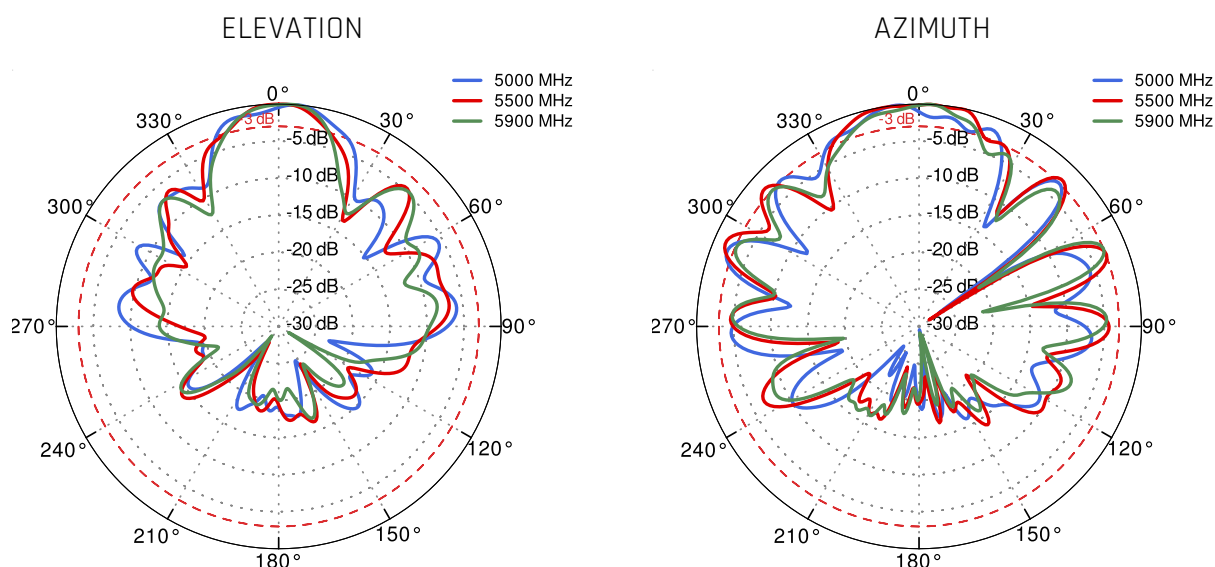 ELEVATION
5000 MHz
5500 MHz
5900 MHz
0°
30°
60°
90°
120°
150°
180°
210°
240°
270°
300°
330°
3 dB
-5 dB
-10 dB
-15 dB
-20 dB
-25 dB
-30 dB
AZIMUTH
5000 MHz
5500 MHz
5900 MHz
0°
30°
60°
90°
120°
150°
180°
210°
240°
270°
300°
330°
-3 dB
-5 dB
-10 dB
-15 dB
-20 dB
-25 dB
-30 dB